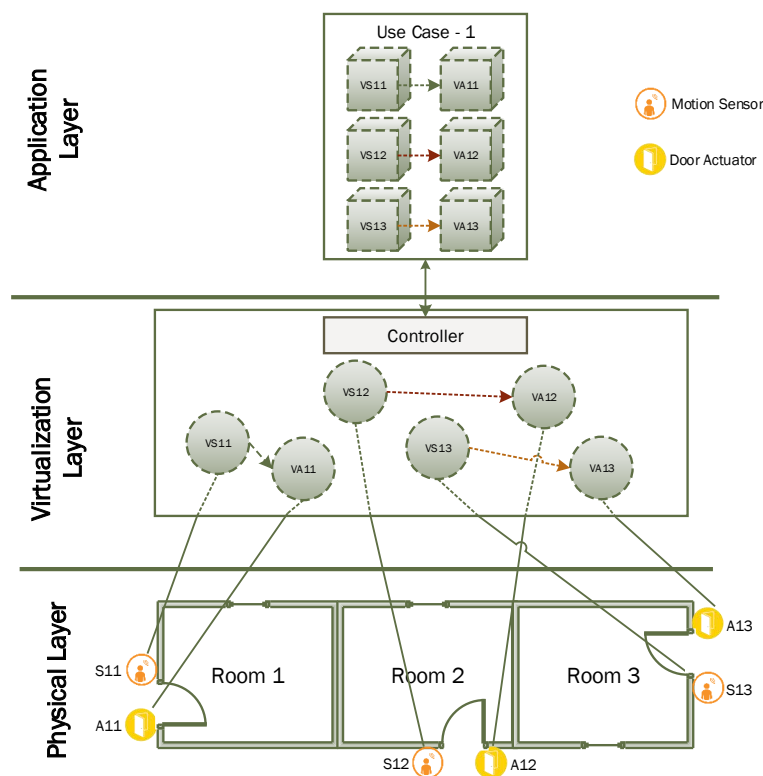 Application
Layer
Use Case - 1
VS11
VA11
VS12
VA12
VS13
VA13
Motion Sensor
Door Actuator
Virtualization
Layer
Controller
VS12
VA12
VS11
VA11
VS13
VA13
Physical Layer
S11
A11
Room 1
Room 2
Room 3
A13
S13
S12
A12